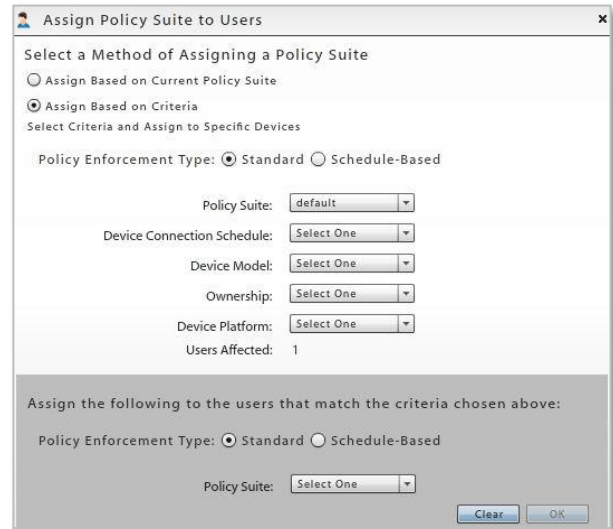 Assign Policy Suite to Users
Select a Method of Assigning a Policy Suite
Assign Based on Current Policy Suite
Assign Based on Criteria
Select Criteria and Assign to Specific Devices
Policy Enforcement Type: Standard Schedule-Based
Policy Suite: default
Device Connection Schedule: Select One
Device Model: Select One
Ownership: Select One
Device Platform: Select One
Users Affected: 1
Assign the following to the users that match the criteria chosen above:
Policy Enforcement Type: Standard Schedule-Based
Policy Suite: Select One
Clear OK